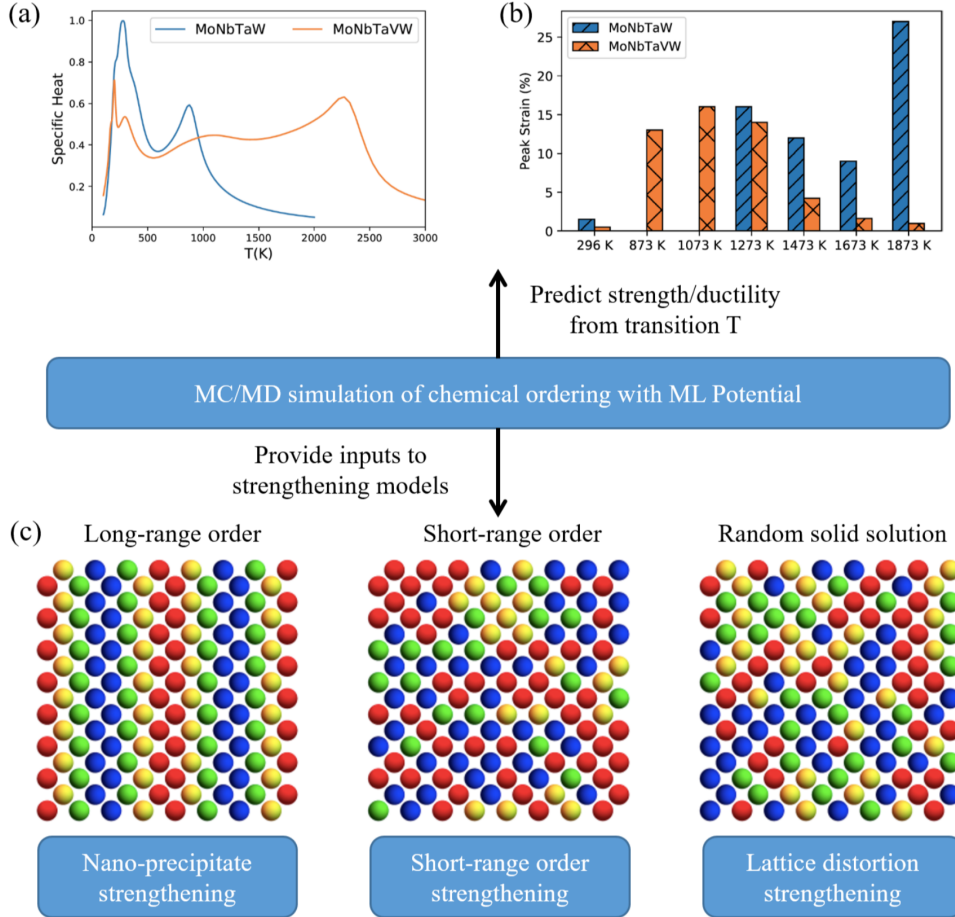 (a)
MoNbTaW
MoNbTaVW
Specific Heat
1.0
0.8
0.6
0.4
0.2
0
500
1000
1500
2000
2500
3000
T(K)
(b)
MoNbTaW
MoNbTaVW
Peak Strain (%)
25
20
15
10
5
0
296 K
873 K
1073 K
1273 K
1473 K
1673 K
1873 K
Predict strength/ductility
from transition T
MC/MD simulation of chemical ordering with ML Potential
Provide inputs to
strengthening models
(c)
Long-range order
Short-range order
Random solid solution
Nano-precipitate
strengthening
Short-range order
strengthening
Lattice distortion
strengthening